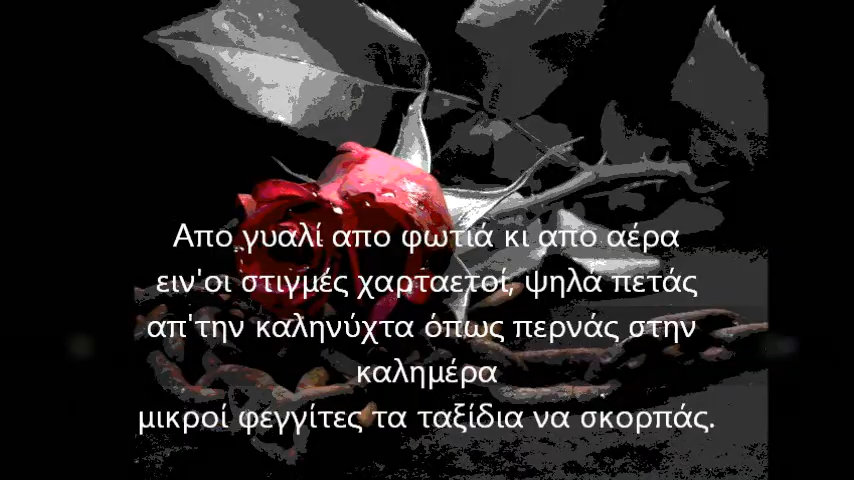 Απο γυαλί απο φωτιά κι απο αέρα
ειν'οι στιγμές χαρταετοί, ψηλά πετάς
απ'την καληνύχτα όπως περνάς στην
καλημέρα
μικροί φεγγίτες τα ταξίδια να σκορπάς.